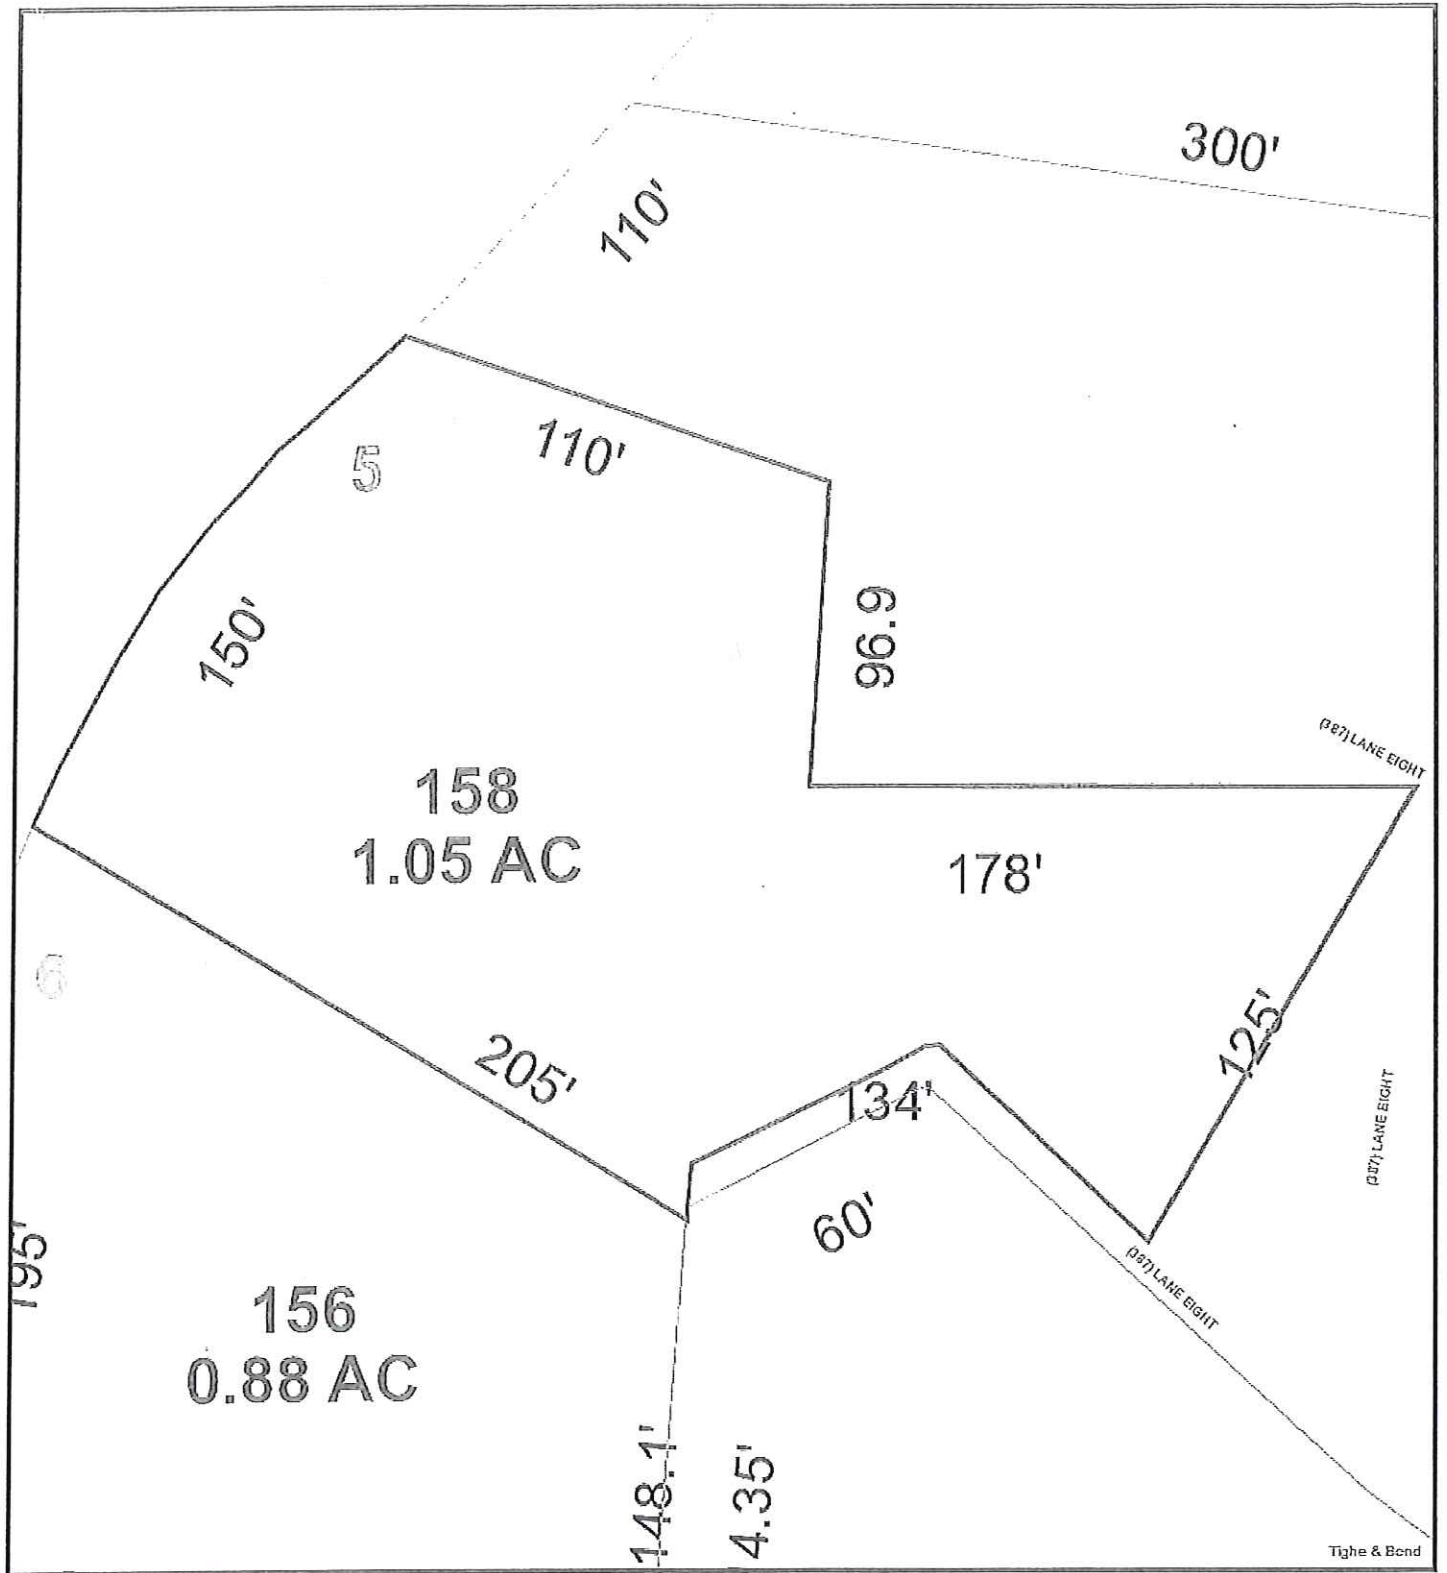 300'
110'
110'
5
96.9
150'
(387) LANE EIGHT
158
1.05 AC
178'
6
125'
205'
134'
(387) LANE EIGHT
60'
195'
(387) LANE EIGHT
156
0.88 AC
148.1'
4.35'
Tighe & Bond